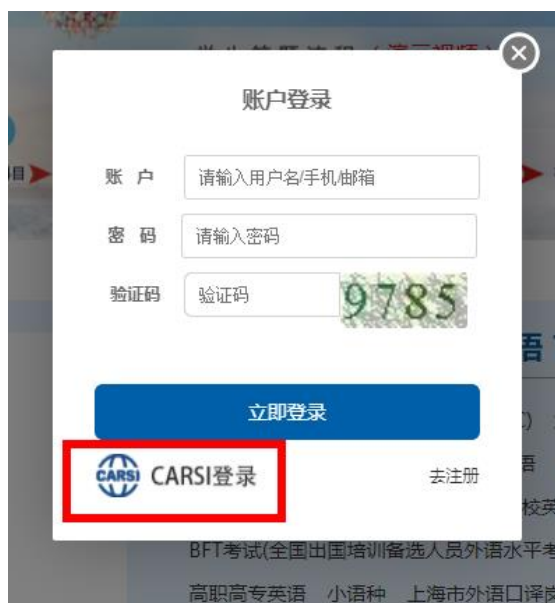 账户登录
账 户 请输入用户名/手机/邮箱
密 码 请输入密码
验证码 验证码 9785
立即登录
CARSI CARSI登录 去注册
BFT考试(全国出国培训备选人员外语水平考
高职高专英语 小语种 上海市外语口译岗